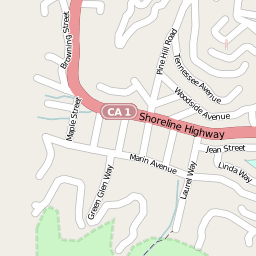 Browning Street
Pine Hill Road
Tennessee Avenue
Woodside Avenue
Maple Street
CA 1
Shoreline Highway
Jean Street
Marin Avenue
Linda Way
Laurel Way
Green Glen Way